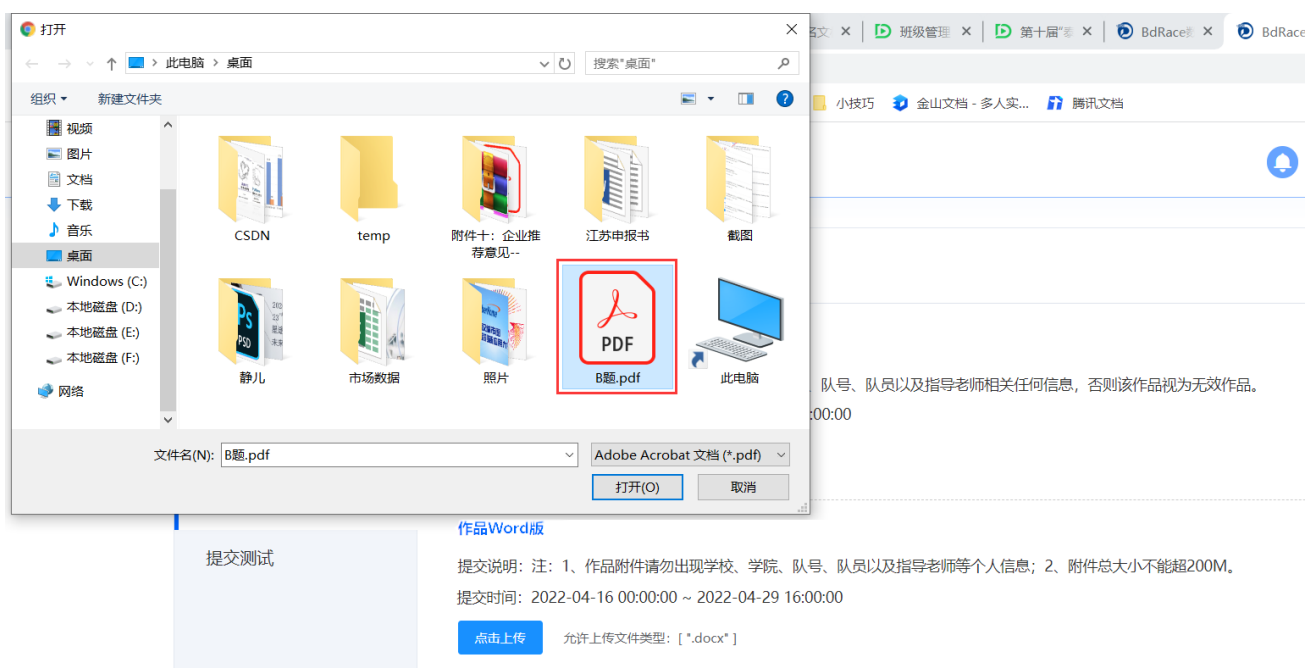 打开
名文
班级管理
第十届"泰
BdRace数
BdRace
此电脑 > 桌面
搜索"桌面"
组织
新建文件夹
小技巧
金山文档 - 多人实...
腾讯文档
视频
图片
文档
下载
音乐
桌面
Windows (C:)
本地磁盘 (D:)
本地磁盘 (E:)
本地磁盘 (F:)
网络
CSDN
temp
附件十：企业推
荐意见--
江苏申报书
截图
静儿
市场数据
照片
PDF
B题.pdf
此电脑
、队号、队员以及指导老师相关任何信息，否则该作品视为无效作品。
:00:00
文件名(N):
B题.pdf
Adobe Acrobat 文档 (*.pdf)
打开(O)
取消
作品Word版
提交测试
提交说明：注：1、作品附件请勿出现学校、学院、队号、队员以及指导老师等个人信息；2、附件总大小不能超200M。
提交时间：2022-04-16 00:00:00 ~ 2022-04-29 16:00:00
点击上传
允许上传文件类型：[ ".docx" ]